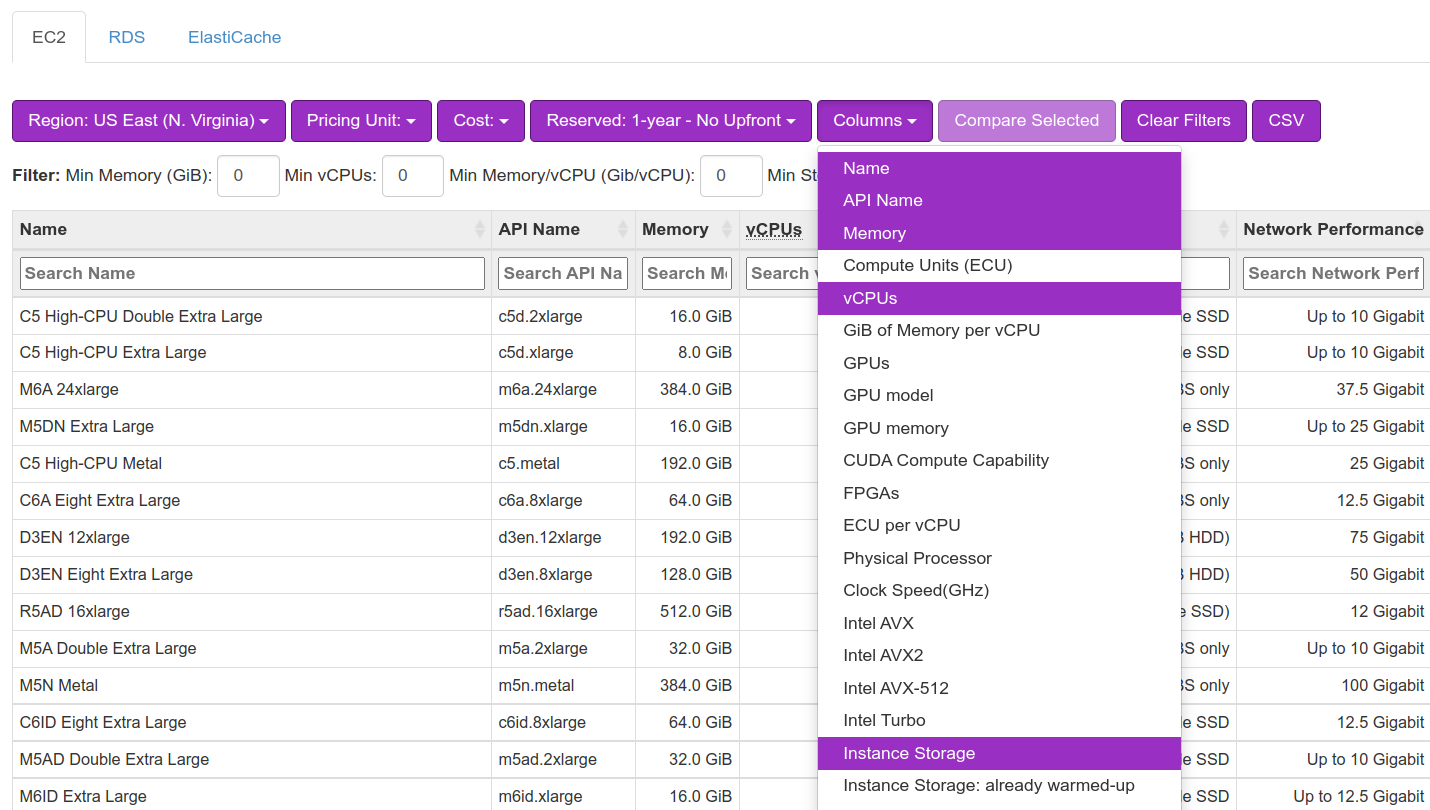 EC2 RDS ElastiCache
Region: US East (N. Virginia) Pricing Unit: Cost: Reserved: 1-year - No Upfront Columns Compare Selected Clear Filters CSV
Filter: Min Memory (GiB): 0 Min vCPUs: 0 Min Memory/vCPU (Gib/vCPU): 0 Min
Name
API Name
Memory
Compute Units (ECU)
vCPUs
GiB of Memory per vCPU
GPUs
GPU model
GPU memory
CUDA Compute Capability
FPGAs
ECU per vCPU
Physical Processor
Clock Speed(GHz)
Intel AVX
Intel AVX2
Intel AVX-512
Intel Turbo
Instance Storage
Instance Storage: already warmed-up
Name API Name Memory vCPUs Network Performance
Search Name Search API Na Search Search Search Network Perf
C5 High-CPU Double Extra Large c5d.2xlarge 16.0 GiB SSD Up to 10 Gigabit
C5 High-CPU Extra Large c5d.xlarge 8.0 GiB SSD Up to 10 Gigabit
M6A 24xlarge m6a.24xlarge 384.0 GiB only 37.5 Gigabit
M5DN Extra Large m5dn.xlarge 16.0 GiB SSD Up to 25 Gigabit
C5 High-CPU Metal c5.metal 192.0 GiB only 25 Gigabit
C6A Eight Extra Large c6a.8xlarge 64.0 GiB only 12.5 Gigabit
D3EN 12xlarge d3en.12xlarge 192.0 GiB HDD) 75 Gigabit
D3EN Eight Extra Large d3en.8xlarge 128.0 GiB HDD) 50 Gigabit
R5AD 16xlarge r5ad.16xlarge 512.0 GiB SSD) 12 Gigabit
M5A Double Extra Large m5a.2xlarge 32.0 GiB only Up to 10 Gigabit
M5N Metal m5n.metal 384.0 GiB only 100 Gigabit
C6ID Eight Extra Large c6id.8xlarge 64.0 GiB SSD 12.5 Gigabit
M5AD Double Extra Large m5ad.2xlarge 32.0 GiB SSD Up to 10 Gigabit
M6ID Extra Large m6id.xlarge 16.0 GiB SSD Up to 12.5 Gigabit